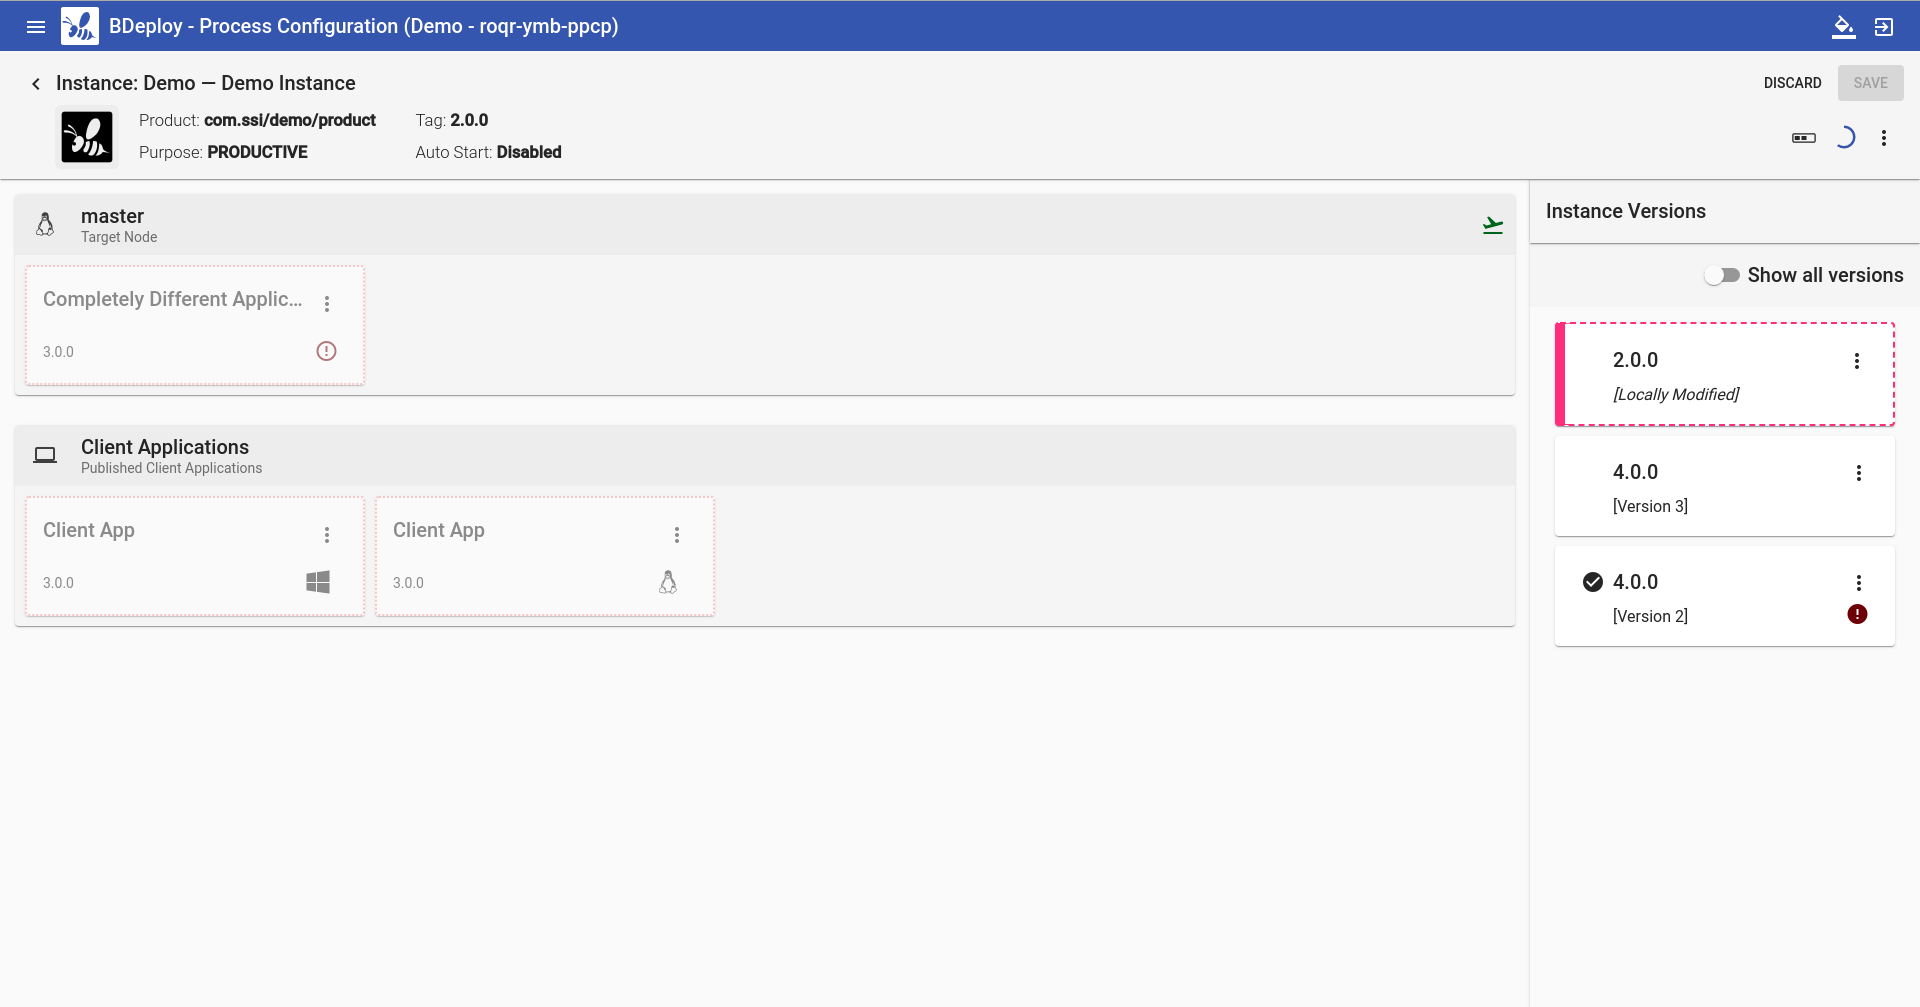 BDeploy - Process Configuration (Demo - roqr-ymb-ppcp)
Instance: Demo — Demo Instance
DISCARD
SAVE
Product: com.ssi/demo/product
Tag: 2.0.0
Purpose: PRODUCTIVE
Auto Start: Disabled
master
Target Node
Completely Different Applic...
3.0.0
Client Applications
Published Client Applications
Client App
3.0.0
Client App
3.0.0
Instance Versions
Show all versions
2.0.0
[Locally Modified]
4.0.0
[Version 3]
4.0.0
[Version 2]